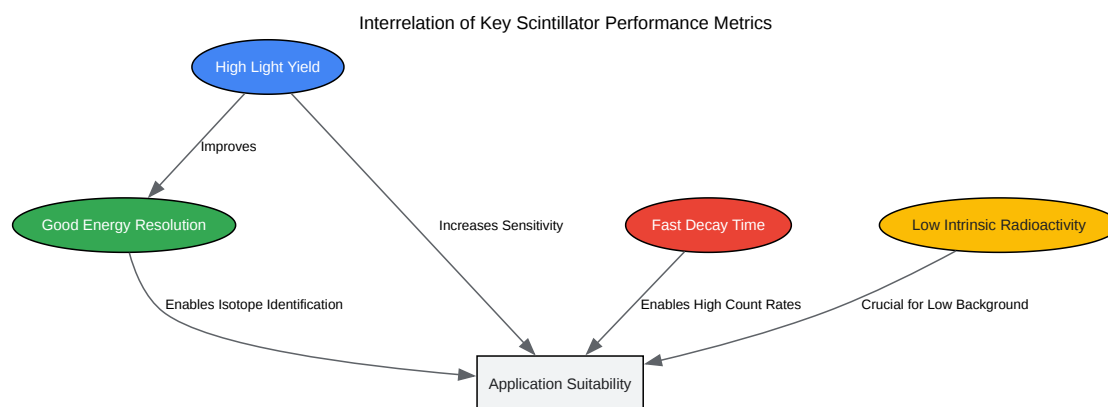 Interrelation of Key Scintillator Performance Metrics
High Light Yield
Improves
Good Energy Resolution
Increases Sensitivity
Fast Decay Time
Low Intrinsic Radioactivity
Enables Isotope Identification
Enables High Count Rates
Crucial for Low Background
Application Suitability